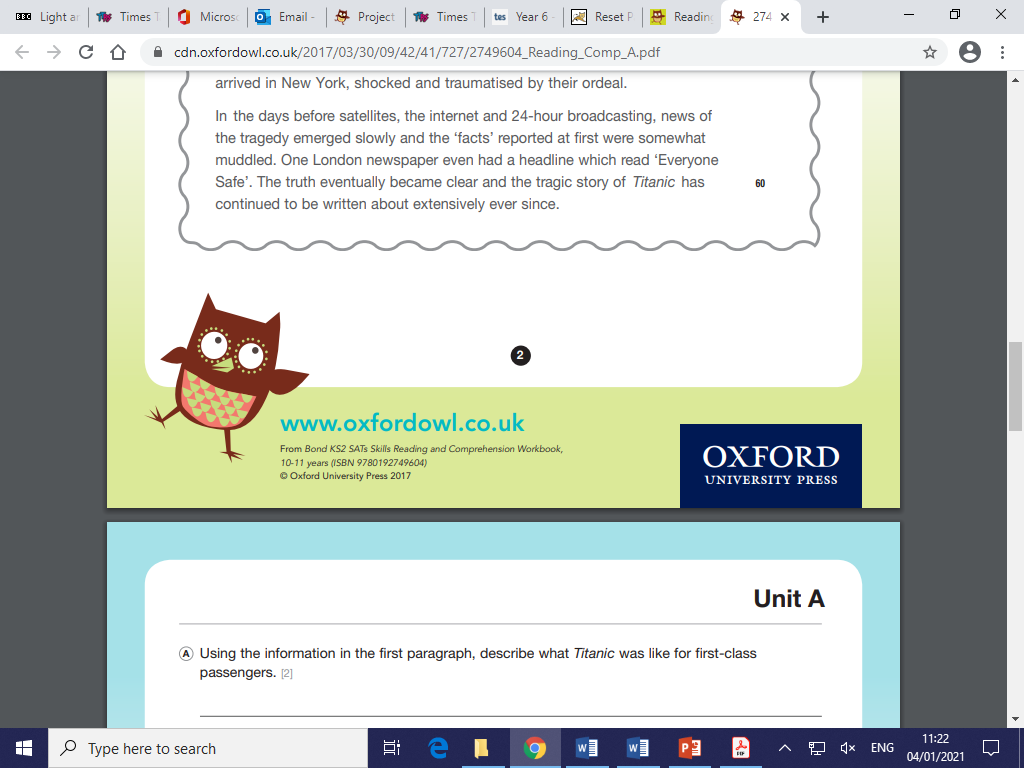 BBC Light ar
Times T
Micros
Email -
Project
Times T
tes Year 6 -
Reset P
Reading
274
cdn.oxfordowl.co.uk/2017/03/30/09/42/41/727/2749604_Reading_Comp_A.pdf
arrived in New York, shocked and traumatised by their ordeal.
In the days before satellites, the internet and 24-hour broadcasting, news of
the tragedy emerged slowly and the ‘facts’ reported at first were somewhat
muddled. One London newspaper even had a headline which read ‘Everyone
Safe’. The truth eventually became clear and the tragic story of Titanic has
60
continued to be written about extensively ever since.
2
www.oxfordowl.co.uk
From Bond KS2 SATs Skills Reading and Comprehension Workbook,
10-11 years (ISBN 9780192749604)
© Oxford University Press 2017
OXFORD
UNIVERSITY PRESS
Unit A
A Using the information in the first paragraph, describe what Titanic was like for first-class
passengers. [2]
Type here to search
ENG
11:22
04/01/2021